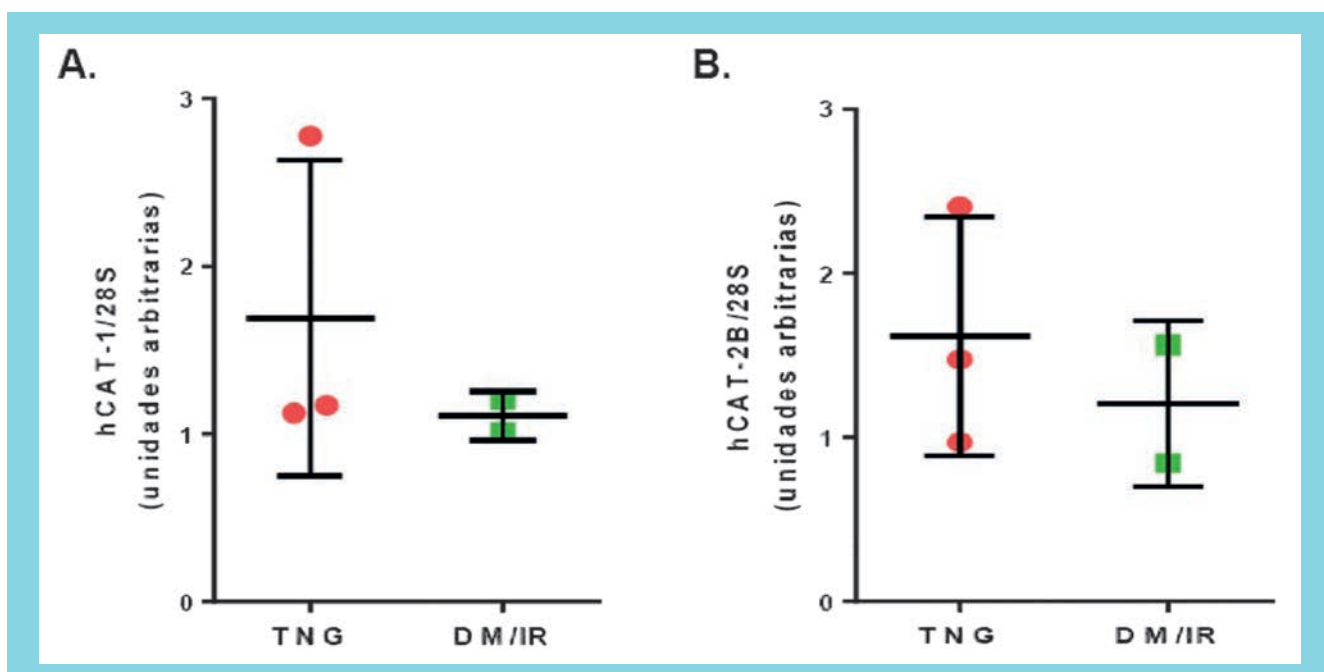 A.
3
2
1
0
hCAT-1/28S
(unidades arbitrarias)
TNG
DM/IR
B.
3
2
1
0
hCAT-2B/28S
(unidades arbitrarias)
TNG
DM/IR